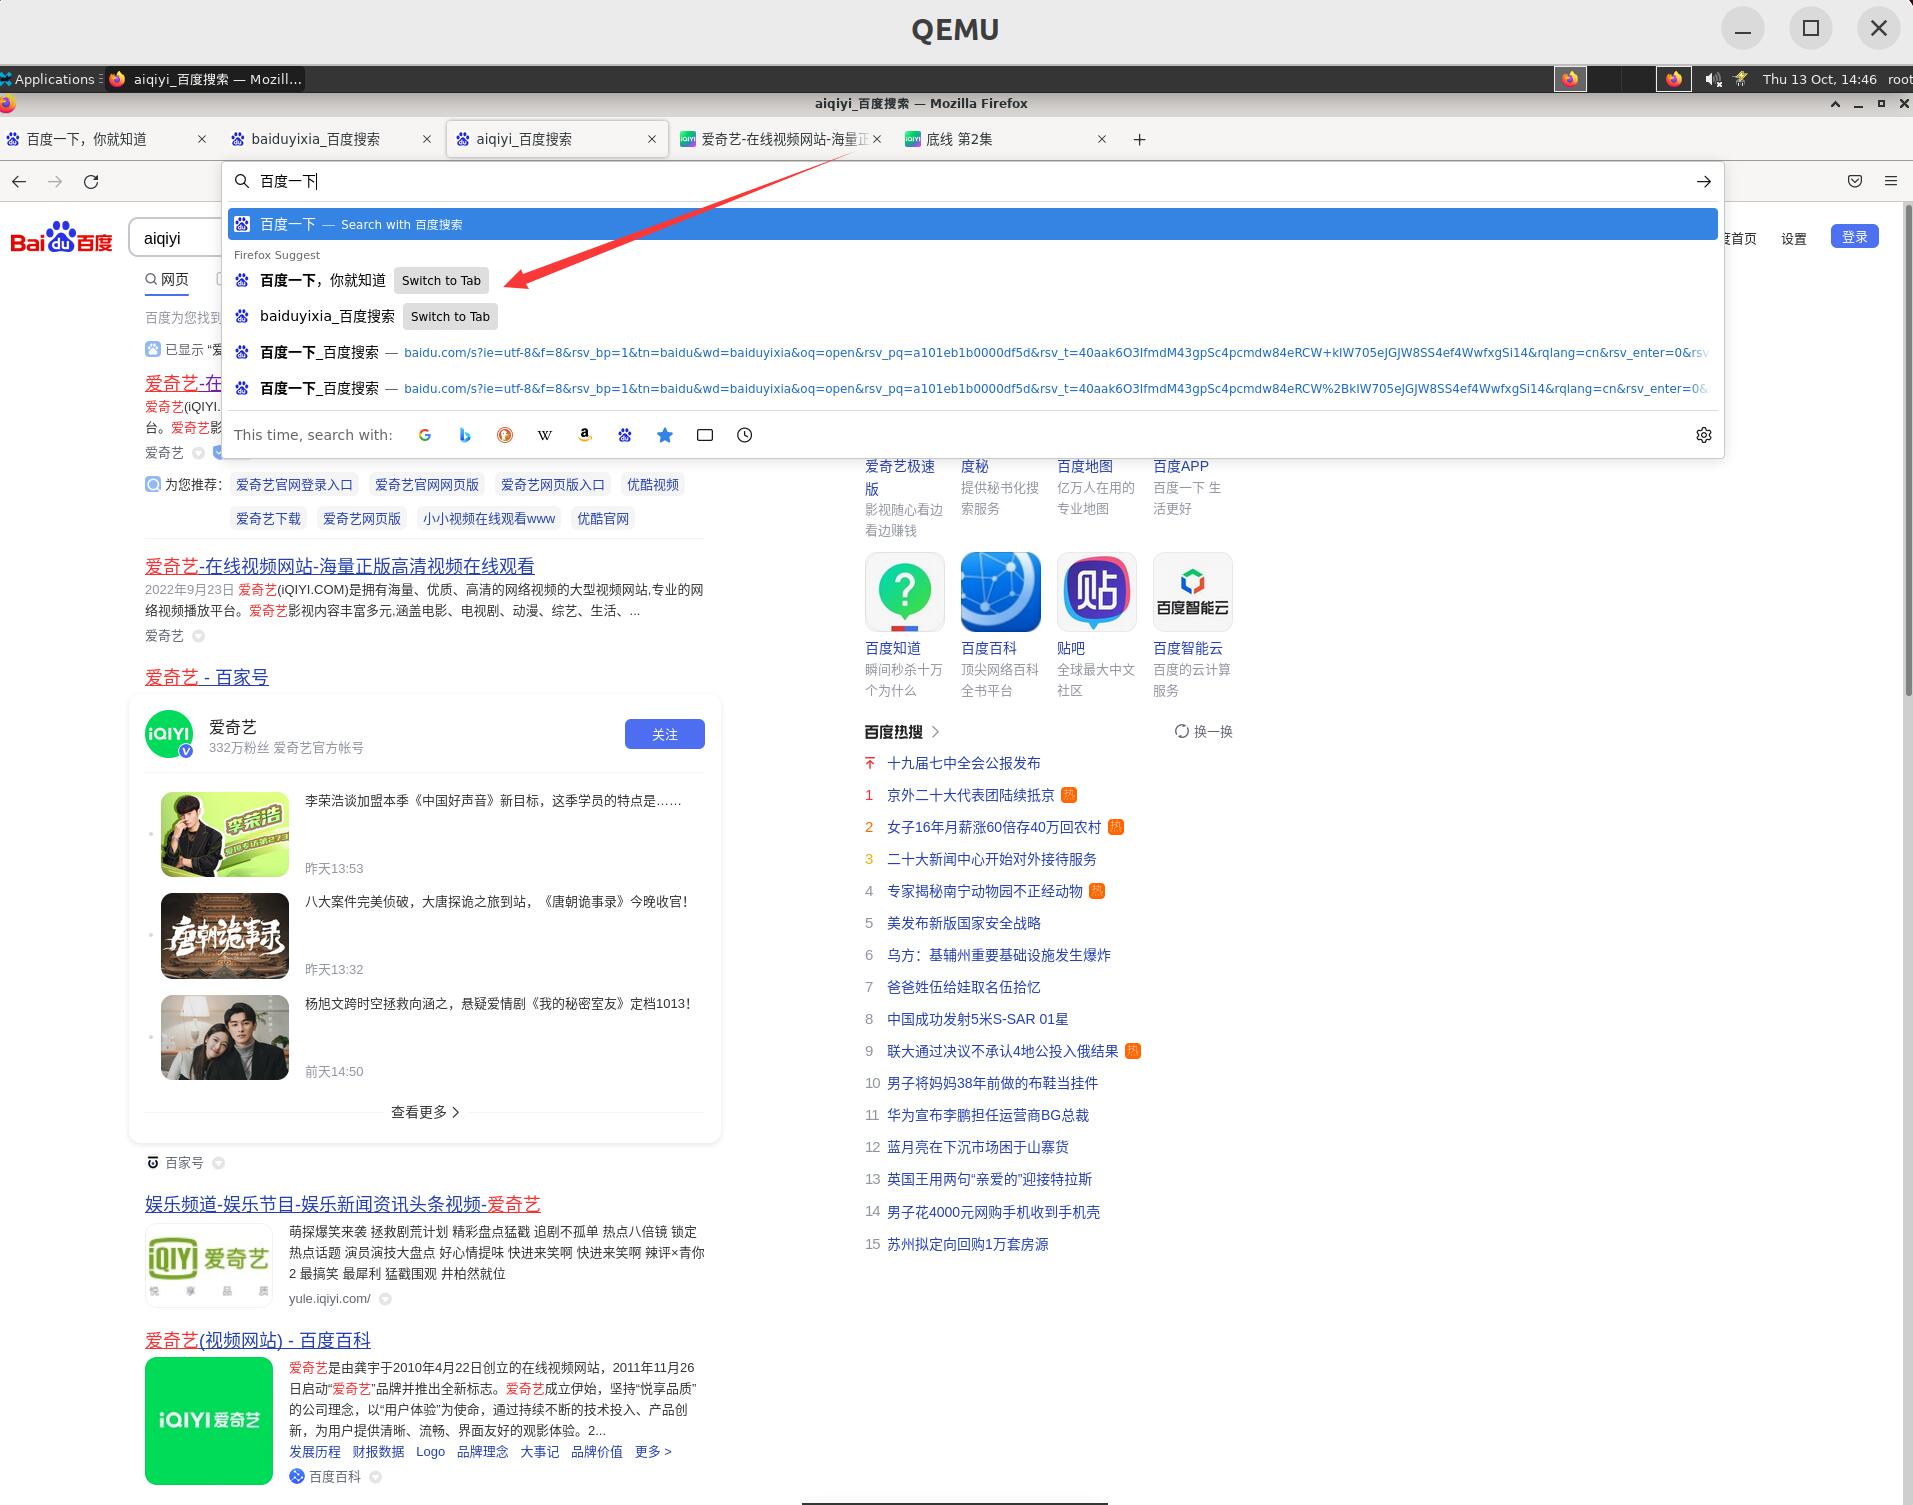 QEMU
Applications
aiqiyi_百度搜索 — Mozill...
Thu 13 Oct, 14:46
root
aiqiyi_百度搜索 — Mozilla Firefox
百度一下，你就知道
baiduyixia_百度搜索
aiqiyi_百度搜索
爱奇艺-在线视频网站-海量正
底线 第2集
百度一下
百度一下 — Search with 百度搜索
Firefox Suggest
百度一下，你就知道 Switch to Tab
baiduyixia_百度搜索 Switch to Tab
百度一下_百度搜索 — baidu.com/s?ie=utf-8&f=8&rsv_bp=1&tn=baidu&wd=baiduyixia&oq=open&rsv_pq=a101eb1b0000df5d&rsv_t=40aak6O3IfmdM43gpSc4pcmdw84eRCW+kIW705eJGJW8SS4ef4WwfxgSi14&rqlang=cn&rsv_enter=0&rsv
百度一下_百度搜索 — baidu.com/s?ie=utf-8&f=8&rsv_bp=1&tn=baidu&wd=baiduyixia&oq=open&rsv_pq=a101eb1b0000df5d&rsv_t=40aak6O3IfmdM43gpSc4pcmdw84eRCW%2BkIW705eJGJW8SS4ef4WwfxgSi14&rqlang=cn&rsv_enter=0&
This time, search with:
Bai du 百度
aiqiyi
度首页 设置 登录
网页
百度为您找到
已显示 “爱
爱奇艺-在
爱奇艺(iQIYI.
台。爱奇艺影
爱奇艺
为您推荐： 爱奇艺官网登录入口 爱奇艺官网网页版 爱奇艺网页版入口 优酷视频
爱奇艺下载 爱奇艺网页版 小小视频在线观看www 优酷官网
爱奇艺-在线视频网站-海量正版高清视频在线观看
2022年9月23日 爱奇艺(iQIYI.COM)是拥有海量、优质、高清的网络视频的大型视频网站,专业的网
络视频播放平台。爱奇艺影视内容丰富多元,涵盖电影、电视剧、动漫、综艺、生活、...
爱奇艺
爱奇艺 - 百家号
iQIYI
爱奇艺
332万粉丝 爱奇艺官方帐号
关注
李荣浩
李荣浩谈加盟本季《中国好声音》新目标，这季学员的特点是……
昨天13:53
唐朝诡事录
八大案件完美侦破，大唐探诡之旅到站，《唐朝诡事录》今晚收官！
昨天13:32
杨旭文跨时空拯救向涵之，悬疑爱情剧《我的秘密室友》定档1013！
前天14:50
查看更多
百家号
娱乐频道-娱乐节目-娱乐新闻资讯头条视频-爱奇艺
iQIYI 爱奇艺
悦 享 品 质
萌探爆笑来袭 拯救剧荒计划 精彩盘点猛戳 追剧不孤单 热点八倍镜 锁定
热点话题 演员演技大盘点 好心情提味 快进来笑啊 快进来笑啊 辣评×青你
2 最搞笑 最犀利 猛戳围观 井柏然就位
yule.iqiyi.com/
爱奇艺(视频网站) - 百度百科
iQIYI 爱奇艺
爱奇艺是由龚宇于2010年4月22日创立的在线视频网站，2011年11月26
日启动“爱奇艺”品牌并推出全新标志。爱奇艺成立伊始，坚持“悦享品质”
的公司理念，以“用户体验”为使命，通过持续不断的技术投入、产品创
新，为用户提供清晰、流畅、界面友好的观影体验。2...
发展历程 财报数据 Logo 品牌理念 大事记 品牌价值 更多 >
百度百科
爱奇艺极速 度秘 百度地图 百度APP
版 提供秘书化搜 亿万人在用的 百度一下 生
影视随心看边 索服务 专业地图 活更好
看边赚钱
贴
百度智能云
百度知道 百度百科 贴吧 百度智能云
瞬间秒杀十万 顶尖网络百科 全球最大中文 百度的云计算
个为什么 全书平台 社区 服务
百度热搜 换一换
十九届七中全会公报发布
1 京外二十大代表团陆续抵京 热
2 女子16年月薪涨60倍存40万回农村 热
3 二十大新闻中心开始对外接待服务
4 专家揭秘南宁动物园不正经动物 热
5 美发布新版国家安全战略
6 乌方：基辅州重要基础设施发生爆炸
7 爸爸姓伍给娃取名伍拾忆
8 中国成功发射5米S-SAR 01星
9 联大通过决议不承认4地公投入俄结果 热
10 男子将妈妈38年前做的布鞋当挂件
11 华为宣布李鹏担任运营商BG总裁
12 蓝月亮在下沉市场困于山寨货
13 英国王用两句“亲爱的”迎接特拉斯
14 男子花4000元网购手机收到手机壳
15 苏州拟定向回购1万套房源